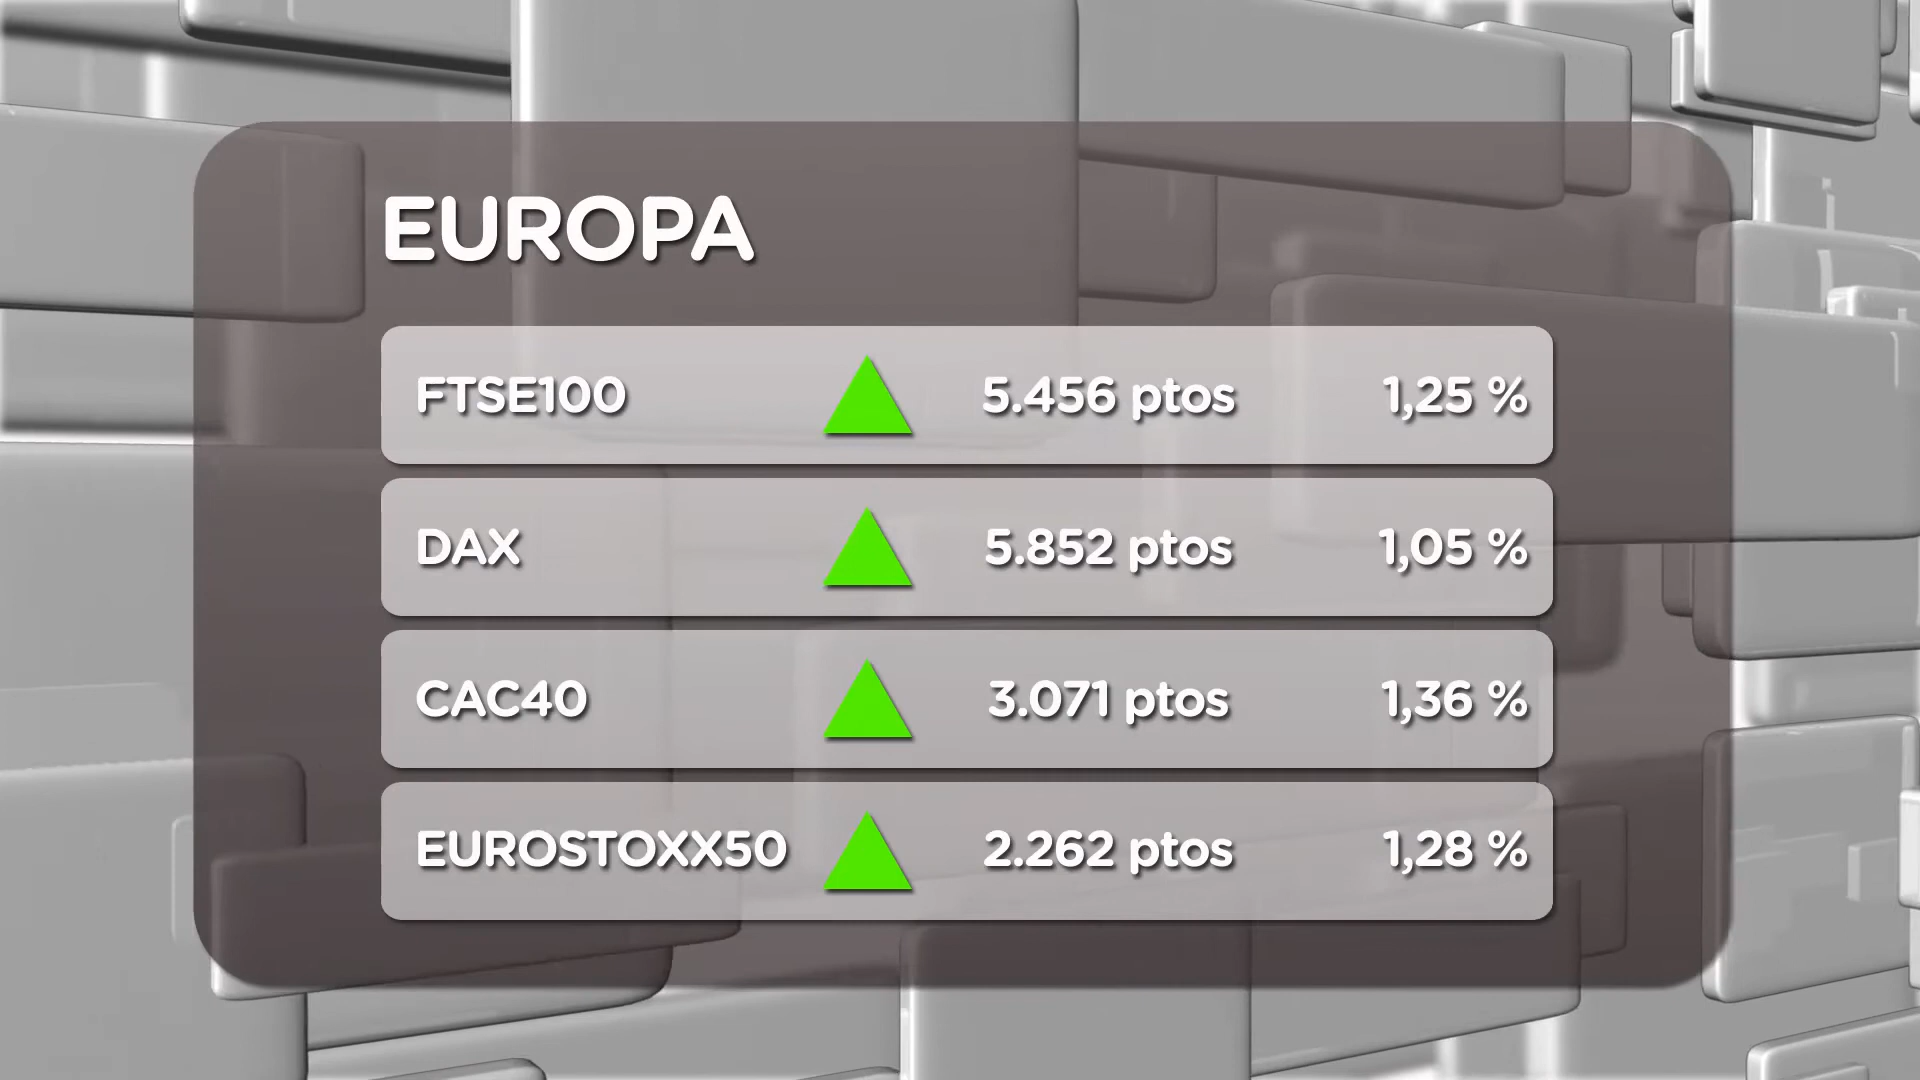 EUROPA
FTSE100 5.456 ptos 1,25 %
DAX 5.852 ptos 1,05 %
CAC40 3.071 ptos 1,36 %
EUROSTOXX50 2.262 ptos 1,28 %